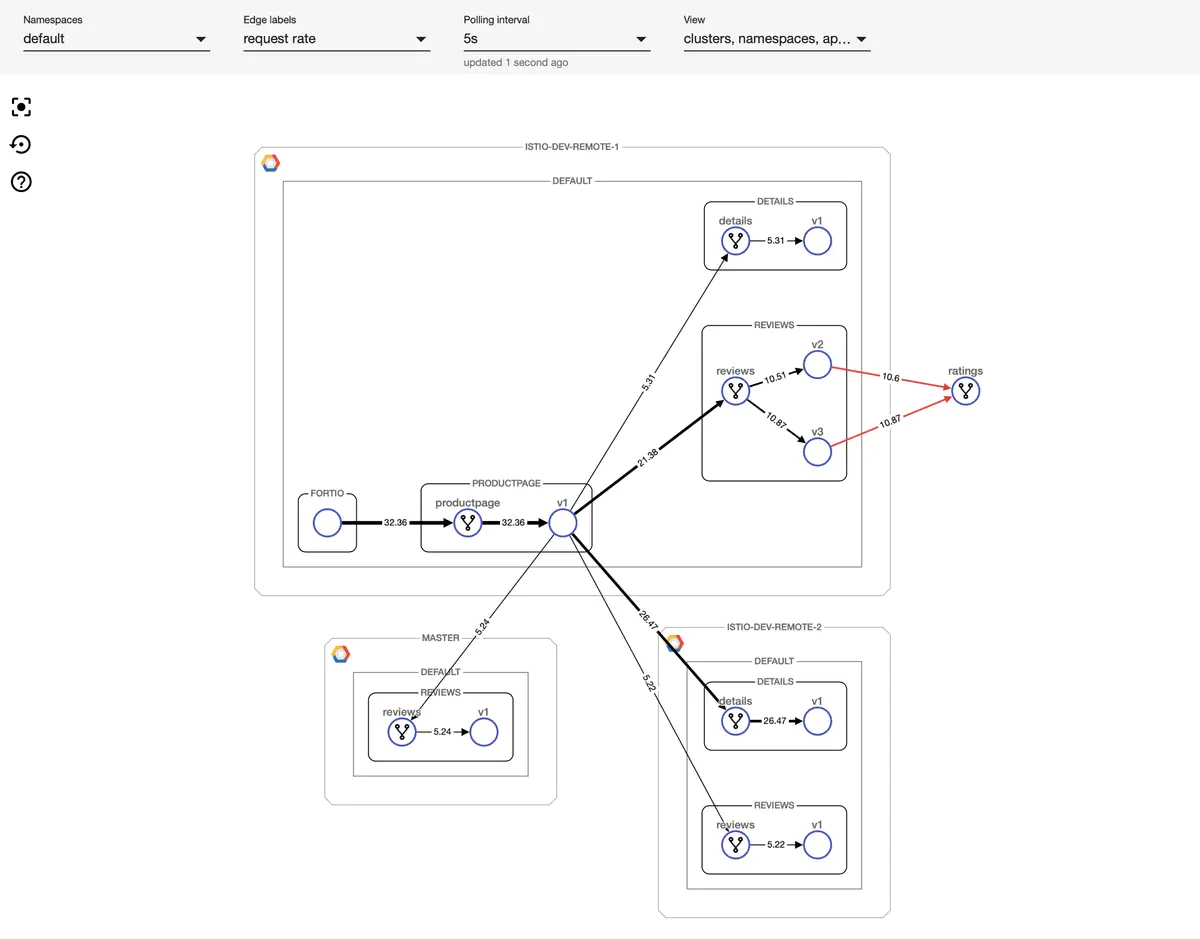 Namespaces
default
Edge labels
request rate
Polling interval
5s
updated 1 second ago
View
clusters, namespaces, ap...
ISTIO-DEV-REMOTE-1
DEFAULT
DETAILS
details
v1
5.31
5.31
REVIEWS
reviews
v2
10.51
10.87
v3
10.6
10.87
ratings
21.38
FORTIO
32.36
PRODUCTPAGE
productpage
32.36
v1
5.24
26.47
5.22
MASTER
DEFAULT
REVIEWS
reviews
v1
5.24
ISTIO-DEV-REMOTE-2
DEFAULT
DETAILS
details
v1
26.47
REVIEWS
reviews
v1
5.22